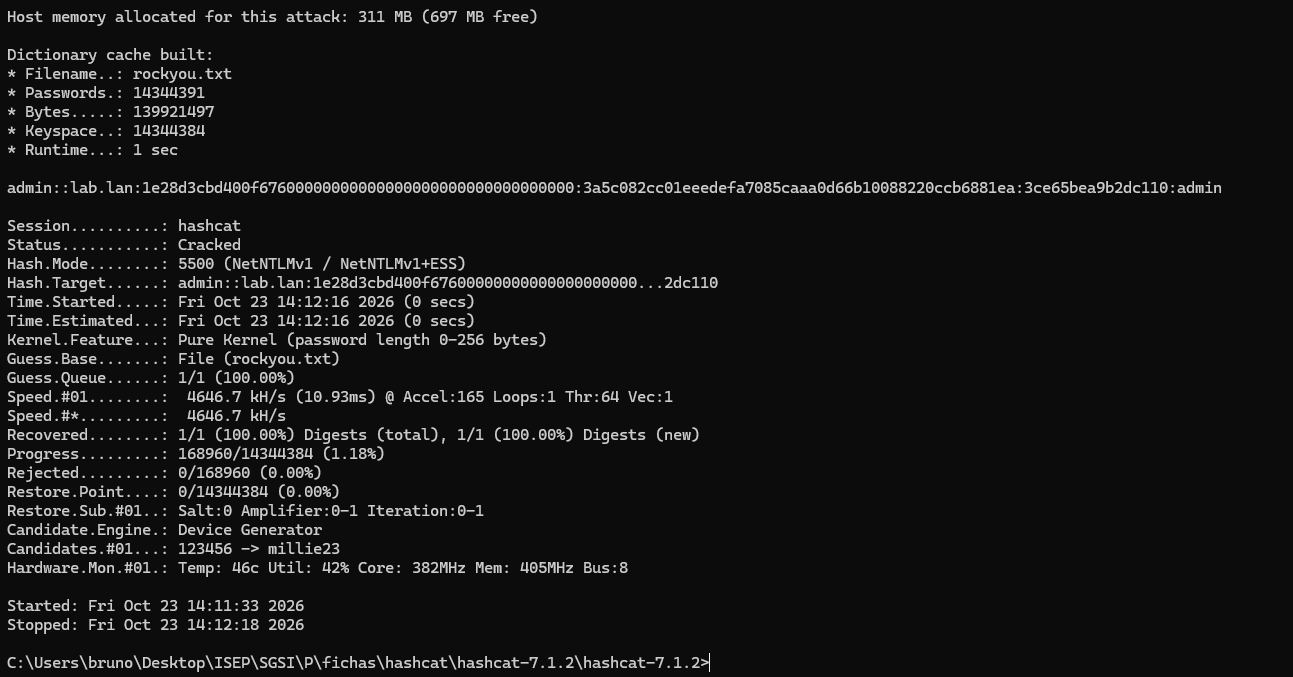 Host memory allocated for this attack: 311 MB (697 MB free)
Dictionary cache built:
* Filename..: rockyou.txt
* Passwords.: 14344391
* Bytes.....: 139921497
* Keyspace..: 14344384
* Runtime...: 1 sec
admin::lab.lan:1e28d3cbd400f67600000000000000000000000000000000:3a5c082cc01eeedefa7085caaa0d66b10088220ccb6881ea:3ce65bea9b2dc110:admin
Session..........: hashcat
Status...........: Cracked
Hash.Mode........: 5500 (NetNTLMv1 / NetNTLMv1+ESS)
Hash.Target......: admin::lab.lan:1e28d3cbd400f67600000000000000000000000...2dc110
Time.Started.....: Fri Oct 23 14:12:16 2026 (0 secs)
Time.Estimated...: Fri Oct 23 14:12:16 2026 (0 secs)
Kernel.Feature...: Pure Kernel (password length 0-256 bytes)
Guess.Base.......: File (rockyou.txt)
Guess.Queue......: 1/1 (100.00%)
Speed.#01........:  4646.7 kH/s (10.93ms) @ Accel:165 Loops:1 Thr:64 Vec:1
Speed.#*.........:  4646.7 kH/s
Recovered........: 1/1 (100.00%) Digests (total), 1/1 (100.00%) Digests (new)
Progress.........: 168960/14344384 (1.18%)
Rejected.........: 0/168960 (0.00%)
Restore.Point....: 0/14344384 (0.00%)
Restore.Sub.#01..: Salt:0 Amplifier:0-1 Iteration:0-1
Candidate.Engine.: Device Generator
Candidates.#01...: 123456 -> millie23
Hardware.Mon.#01.: Temp: 46c Util: 42% Core: 382MHz Mem: 405MHz Bus:8
Started: Fri Oct 23 14:11:33 2026
Stopped: Fri Oct 23 14:12:18 2026
C:\Users\bruno\Desktop\ISEP\SGSI\P\fichas\hashcat\hashcat-7.1.2\hashcat-7.1.2>